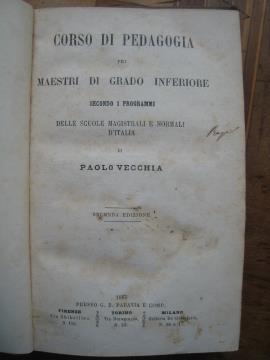 CORSO DI PEDAGOGIA
PEI
MAESTRI DI GRADO INFERIORE
SECONDO I PROGRAMMI
DELLE SCUOLE MAGISTRALI E NORMALI
D'ITALIA
DI
PAOLO VECCHIA
SECONDA EDIZIONE
PRESSO G. B. PARAVIA E COMP.
FIRENZE TORINO MILANO